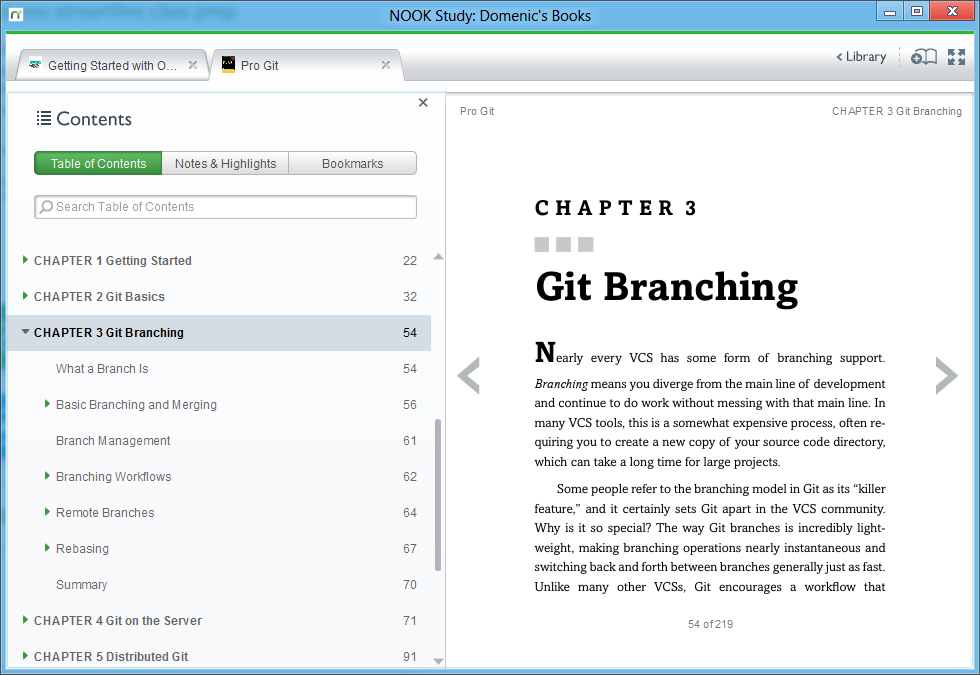 you streamline class prep.
NOOK Study: Domenic's Books
Getting Started with O...
Pro Git
Library
Contents
Table of Contents
Notes & Highlights
Bookmarks
Search Table of Contents
CHAPTER 1 Getting Started 22
CHAPTER 2 Git Basics 32
CHAPTER 3 Git Branching 54
What a Branch Is 54
Basic Branching and Merging 56
Branch Management 61
Branching Workflows 62
Remote Branches 64
Rebasing 67
Summary 70
CHAPTER 4 Git on the Server 71
CHAPTER 5 Distributed Git 91
Pro Git
CHAPTER 3 Git Branching
CHAPTER 3
Git Branching
Nearly every VCS has some form of branching support.
Branching means you diverge from the main line of development
and continue to do work without messing with that main line. In
many VCS tools, this is a somewhat expensive process, often re-
quiring you to create a new copy of your source code directory,
which can take a long time for large projects.
Some people refer to the branching model in Git as its “killer
feature,” and it certainly sets Git apart in the VCS community.
Why is it so special? The way Git branches is incredibly light-
weight, making branching operations nearly instantaneous and
switching back and forth between branches generally just as fast.
Unlike many other VCSs, Git encourages a workflow that
54 of 219